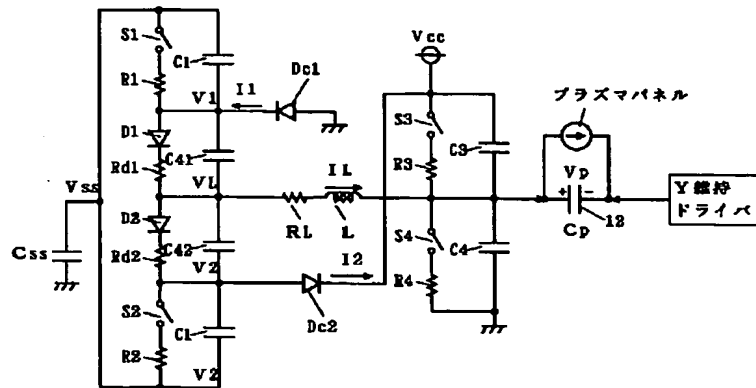 S1
C1
R1
V1
I1
Dc1
D1
C41
Rd1
Vss
VL
IL
RL
L
D2
Css
C42
Rd2
V2
I2
S2
C1
Dc2
R2
V2
Vcc
S3
C3
R3
S4
C4
R4
プラズマパネル
Vp
+
-
12
Cp
Y維持
ドライバ